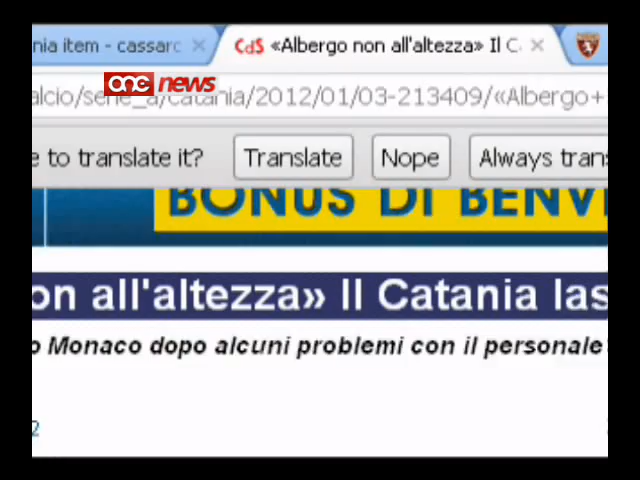 nia item - cassarc
CdS «Albergo non all'altezza» Il C
one news
alcio/serie_a/catania/2012/01/03-213409/«Albergo+
e to translate it? Translate Nope Always trans
BONUS DI BENV
on all'altezza» Il Catania las
o Monaco dopo alcuni problemi con il personale
2